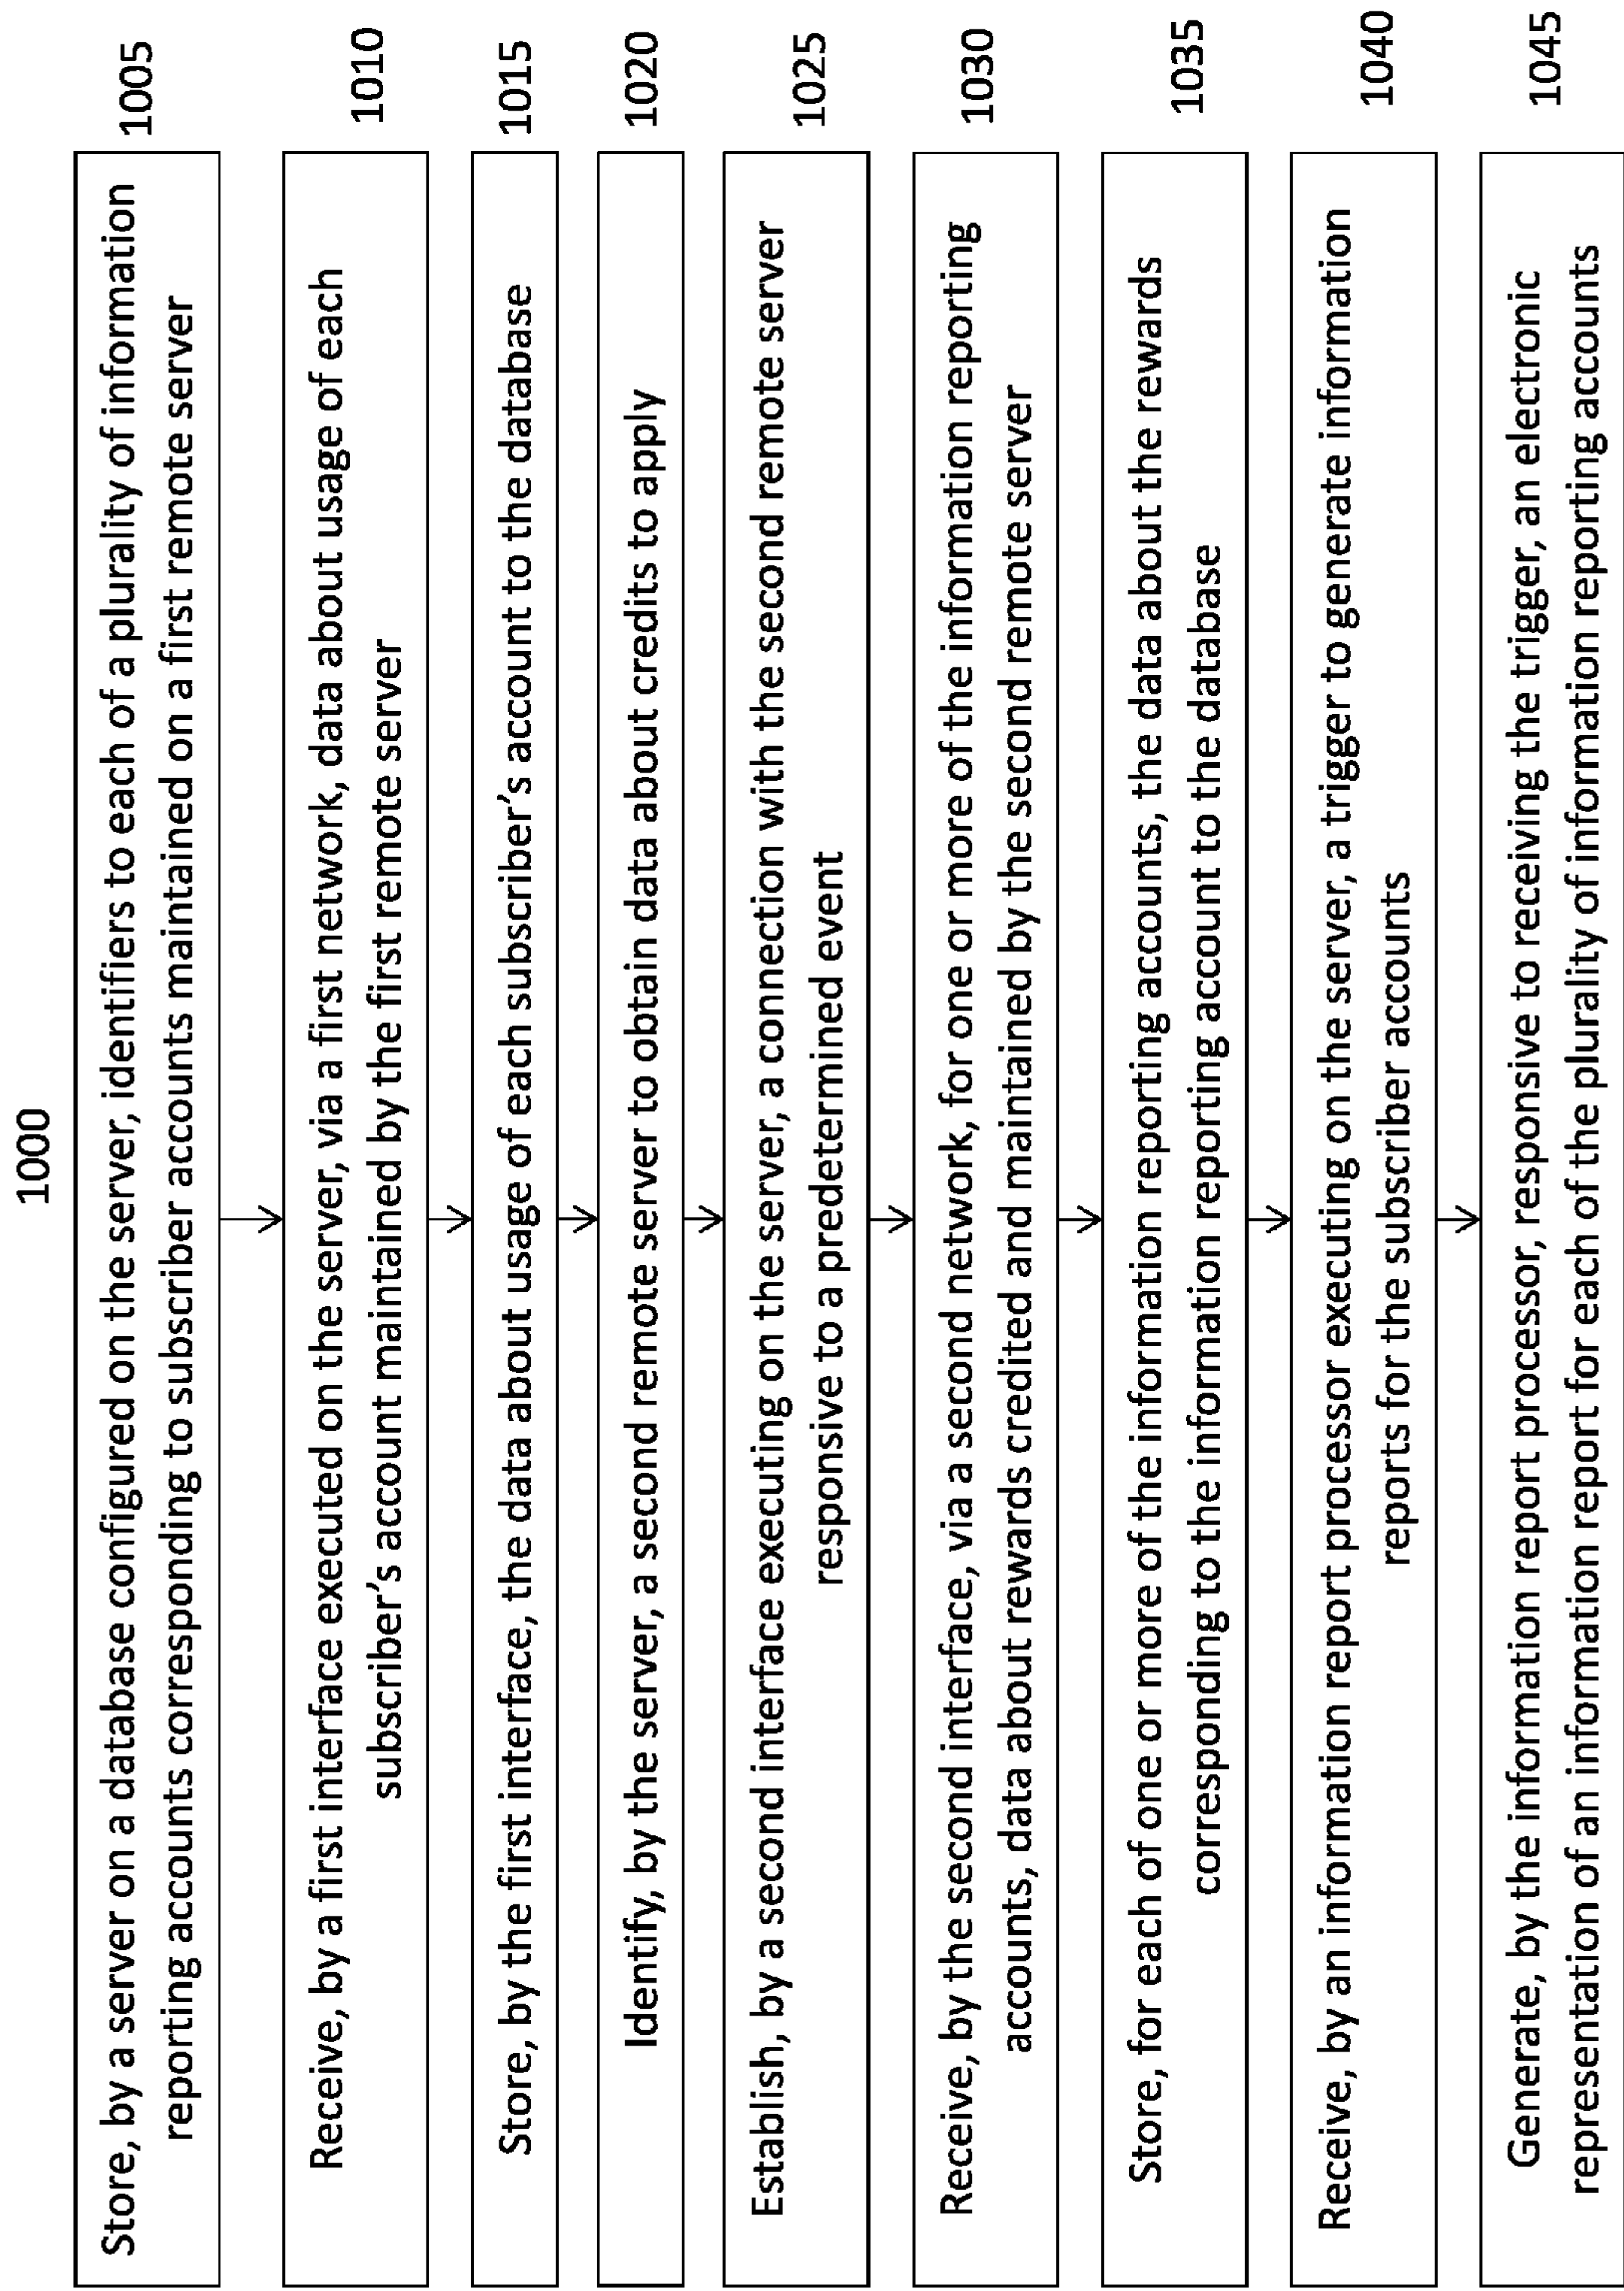 1000
Store, by a server on a database configured on the server, identifiers to each of a plurality of information
reporting accounts corresponding to subscriber accounts maintained on a first remote server
1005
Receive, by a first interface executed on the server, via a first network, data about usage of each
subscriber's account maintained by the first remote server
1010
Store, by the first interface, the data about usage of each subscriber's account to the database
1015
Identify, by the server, a second remote server to obtain data about credits to apply
1020
Establish, by a second interface executing on the server, a connection with the second remote server
responsive to a predetermined event
1025
Receive, by the second interface, via a second network, for one or more of the information reporting
accounts, data about rewards credited and maintained by the second remote server
1030
Store, for each of one or more of the information reporting accounts, the data about the rewards
corresponding to the information reporting account to the database
1035
Receive, by an information report processor executing on the server, a trigger to generate information
reports for the subscriber accounts
1040
Generate, by the information report processor, responsive to receiving the trigger, an electronic
representation of an information report for each of the plurality of information reporting accounts
1045